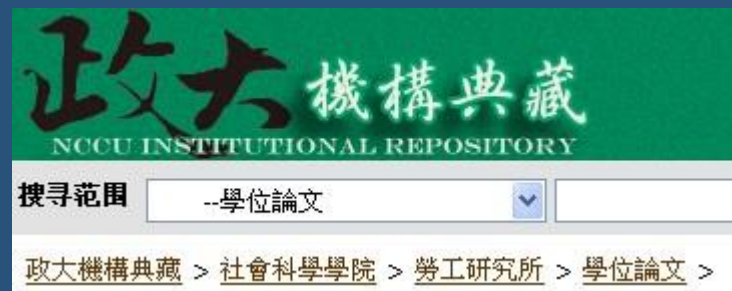 政大機構典藏
NCCU INSTITUTIONAL REPOSITORY
搜寻范围 --學位論文
政大機構典藏 > 社會科學學院 > 勞工研究所 > 學位論文 >